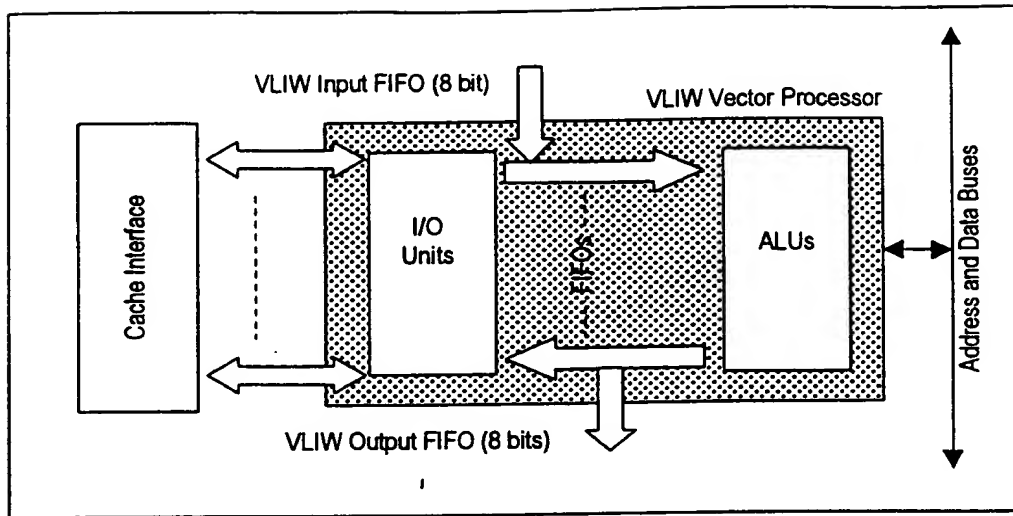 VLIW Input FIFO (8 bit)
VLIW Vector Processor
Cache Interface
I/O
Units
FIFOs
ALUs
Address and Data Buses
VLIW Output FIFO (8 bits)